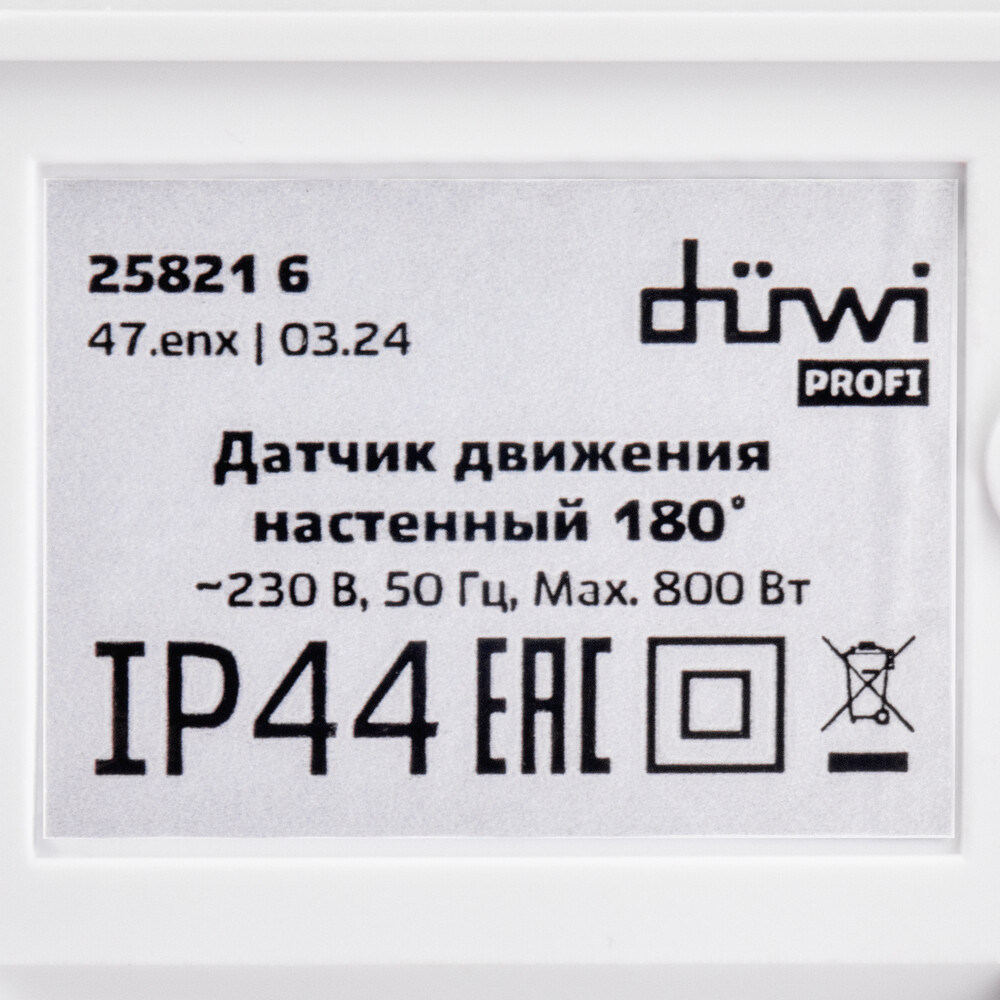 25821 6
47.enx | 03.24
düwi
PROFI
Датчик движения
настенный 180°
~230 В, 50 Гц, Max. 800 Вт
IP44 EAC